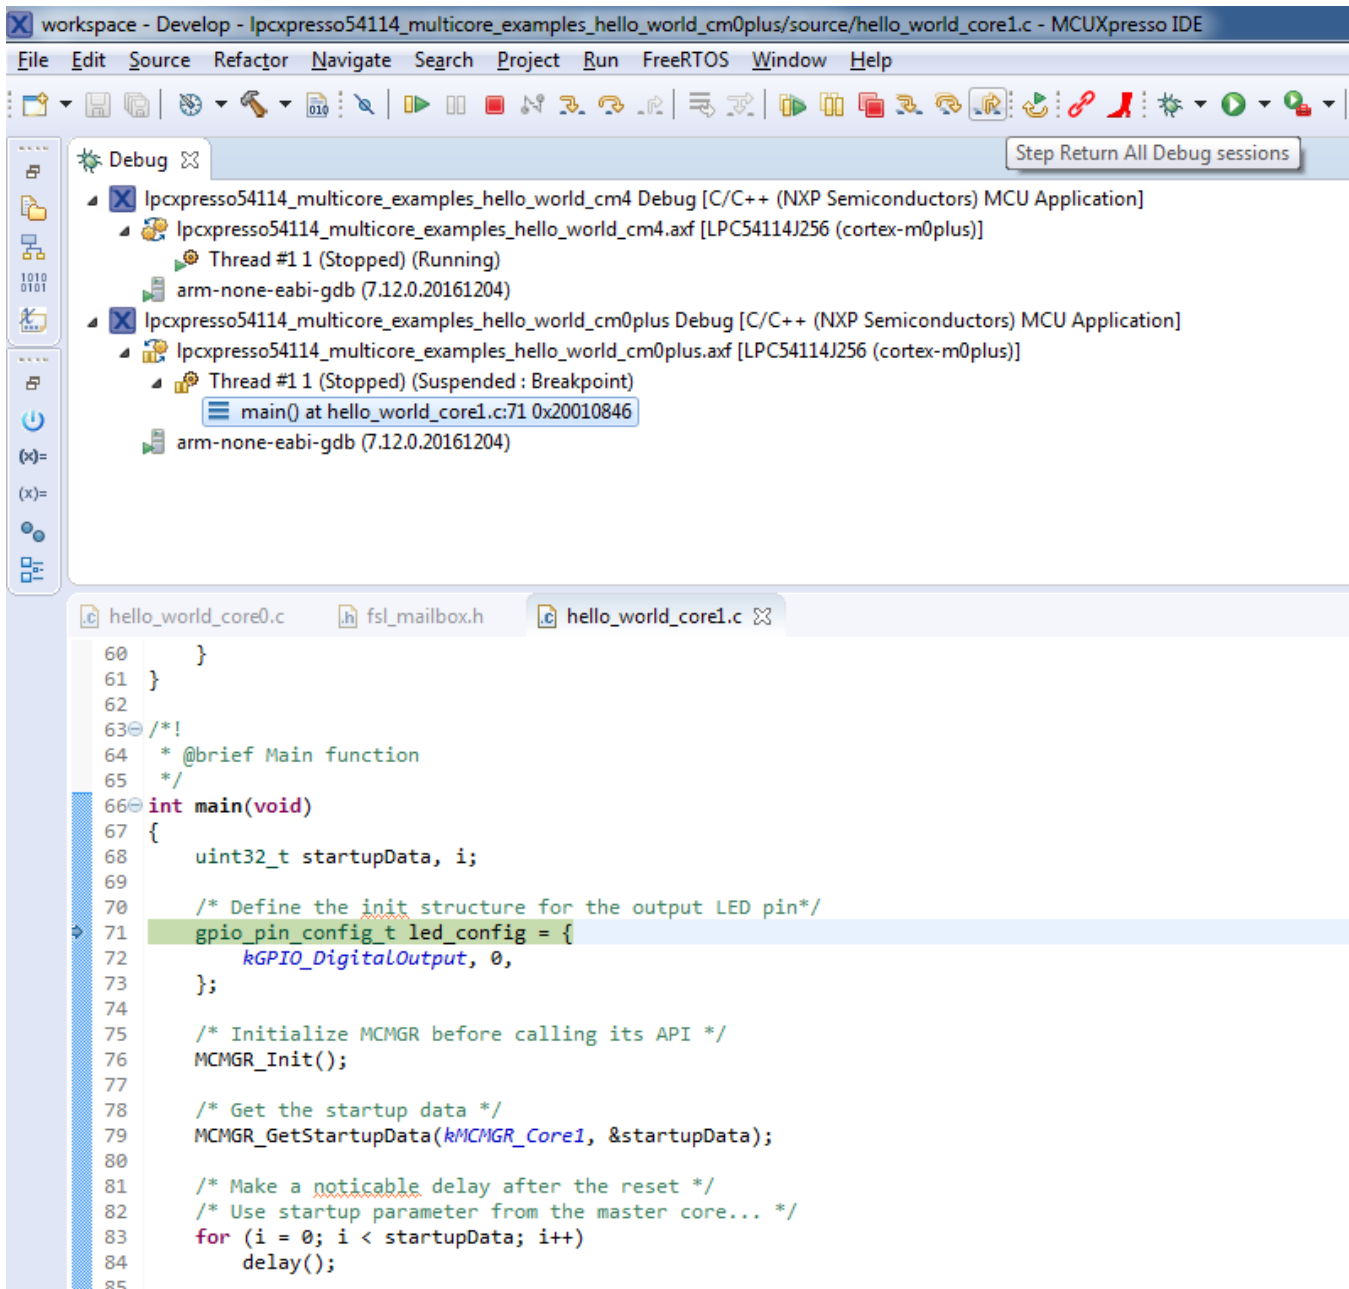 workspace - Develop - lpcxpresso54114_multicore_examples_hello_world_cm0plus/source/hello_world_core1.c - MCUXpresso IDE
File Edit Source Refactor Navigate Search Project Run FreeRTOS Window Help
010
Step Return All Debug sessions
Debug
lpcxpresso54114_multicore_examples_hello_world_cm4 Debug [C/C++ (NXP Semiconductors) MCU Application]
lpcxpresso54114_multicore_examples_hello_world_cm4.axf [LPC54114J256 (cortex-m0plus)]
Thread #1 1 (Stopped) (Running)
1010
0101
arm-none-eabi-gdb (7.12.0.20161204)
lpcxpresso54114_multicore_examples_hello_world_cm0plus Debug [C/C++ (NXP Semiconductors) MCU Application]
lpcxpresso54114_multicore_examples_hello_world_cm0plus.axf [LPC54114J256 (cortex-m0plus)]
Thread #1 1 (Stopped) (Suspended : Breakpoint)
main() at hello_world_core1.c:71 0x20010846
arm-none-eabi-gdb (7.12.0.20161204)
(x)=
(x)=
hello_world_core0.c fsl_mailbox.h hello_world_core1.c
60 }
61 }
62
63 /*!
64 * @brief Main function
65 */
66 int main(void)
67 {
68 uint32_t startupData, i;
69
70 /* Define the init structure for the output LED pin*/
71 gpio_pin_config_t led_config = {
72 kGPIO_DigitalOutput, 0,
73 };
74
75 /* Initialize MCMGR before calling its API */
76 MCMGR_Init();
77
78 /* Get the startup data */
79 MCMGR_GetStartupData(kMCMGR_Core1, &startupData);
80
81 /* Make a noticable delay after the reset */
82 /* Use startup parameter from the master core... */
83 for (i = 0; i < startupData; i++)
84 delay();
85